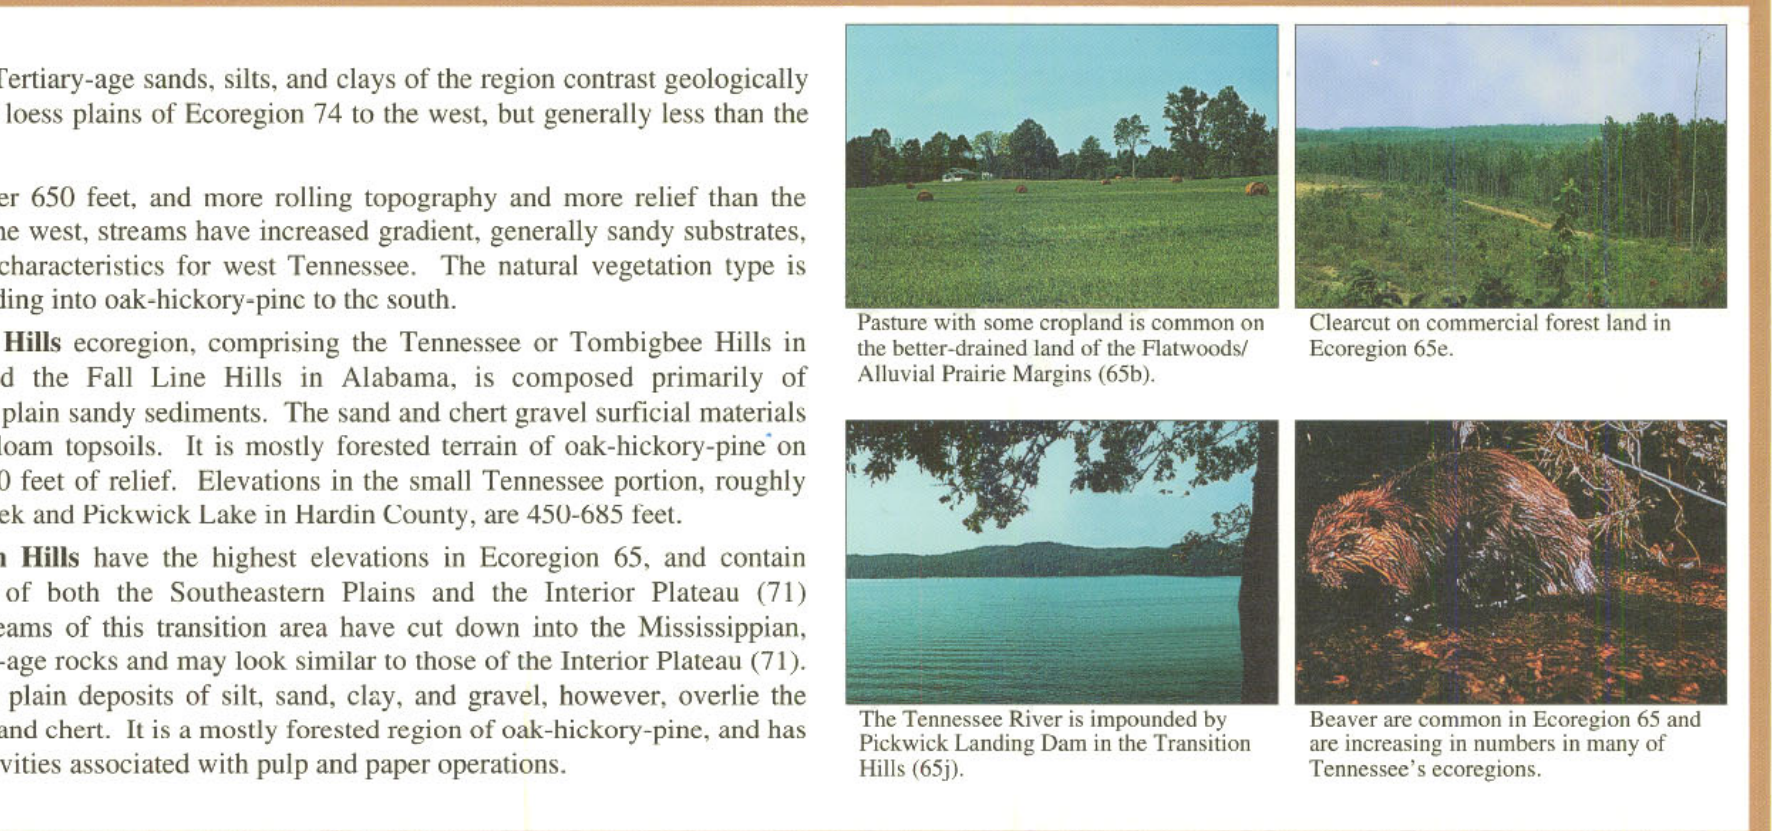 Tertiary-age sands, silts, and clays of the region contrast geologically
loess plains of Ecoregion 74 to the west, but generally less than the
er 650 feet, and more rolling topography and more relief than the
he west, streams have increased gradient, generally sandy substrates,
characteristics for west Tennessee. The natural vegetation type is
ding into oak-hickory-pine to the south.
Hills ecoregion, comprising the Tennessee or Tombigbee Hills in
d the Fall Line Hills in Alabama, is composed primarily of
plain sandy sediments. The sand and chert gravel surficial materials
loam topsoils. It is mostly forested terrain of oak-hickory-pine on
0 feet of relief. Elevations in the small Tennessee portion, roughly
ek and Pickwick Lake in Hardin County, are 450-685 feet.
n Hills have the highest elevations in Ecoregion 65, and contain
of both the Southeastern Plains and the Interior Plateau (71)
eams of this transition area have cut down into the Mississippian,
-age rocks and may look similar to those of the Interior Plateau (71).
plain deposits of silt, sand, clay, and gravel, however, overlie the
and chert. It is a mostly forested region of oak-hickory-pine, and has
vities associated with pulp and paper operations.
Pasture with some cropland is common on
the better-drained land of the Flatwoods/
Alluvial Prairie Margins (65b).
Clearcut on commercial forest land in
Ecoregion 65e.
The Tennessee River is impounded by
Pickwick Landing Dam in the Transition
Hills (65j).
Beaver are common in Ecoregion 65 and
are increasing in numbers in many of
Tennessee's ecoregions.